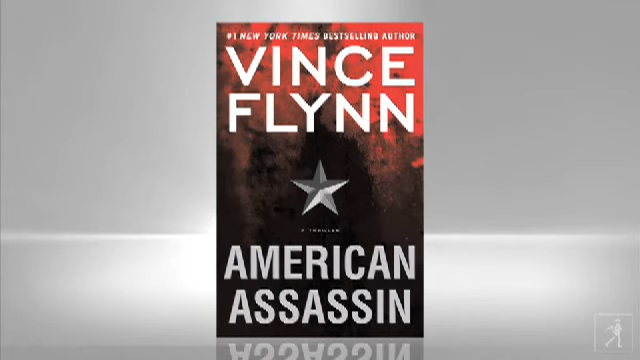 #1 NEW YORK TIMES BESTSELLING AUTHOR
VINCE
FLYNN
A THRILLER
AMERICAN
ASSASSIN